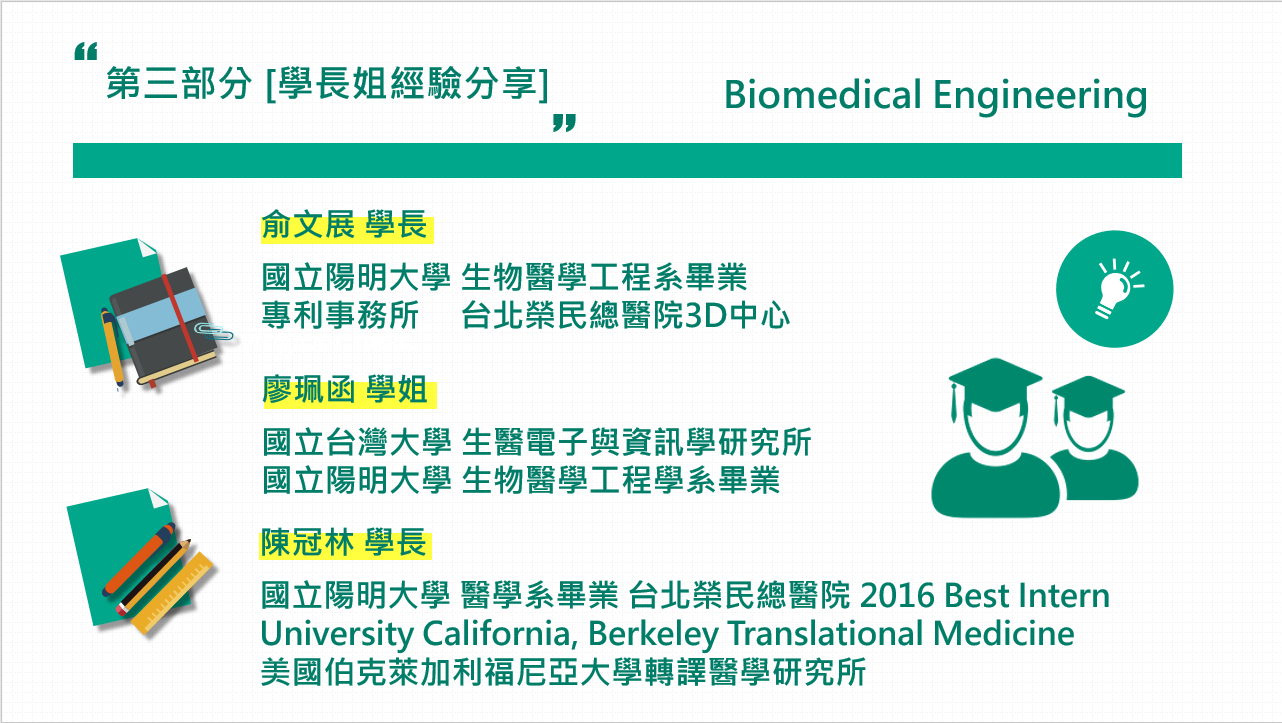 “
第三部分 [學長姐經驗分享]
”
Biomedical Engineering
俞文展 學長
國立陽明大學 生物醫學工程系畢業
專利事務所 台北榮民總醫院3D中心
廖珮函 學姐
國立台灣大學 生醫電子與資訊學研究所
國立陽明大學 生物醫學工程學系畢業
陳冠林 學長
國立陽明大學 醫學系畢業 台北榮民總醫院 2016 Best Intern
University California, Berkeley Translational Medicine
美國伯克萊加利福尼亞大學轉譯醫學研究所